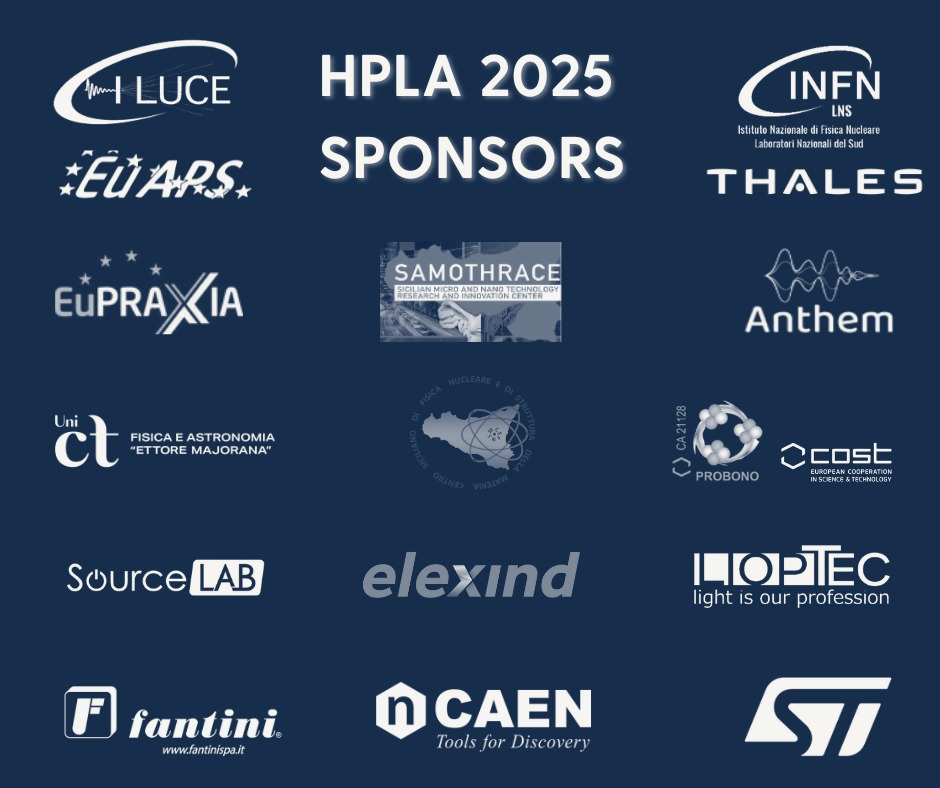 HPLA 2025
SPONSORS
I LUCE
INFN
LNS
Istituto Nazionale di Fisica Nucleare
Laboratori Nazionali del Sud
EuAPS
THALES
EuPRAXIA
SAMOTHRACE
SICILIAN MICRO AND NANO TECHNOLOGY
RESEARCH AND INNOVATION CENTER
Anthem
Uni
ct
FISICA E ASTRONOMIA
"ETTORE MAJORANA"
CENTRO SICILIANO DI FISICA NUCLEARE E DI STRUTTURA DELLA MATERIA
CA 21128
PROBONO
cost
EUROPEAN COOPERATION
IN SCIENCE & TECHNOLOGY
SourceLAB
elexind
LIOPTEC
light is our profession
F fantini®
www.fantinispa.it
n CAEN
Tools for Discovery
ST